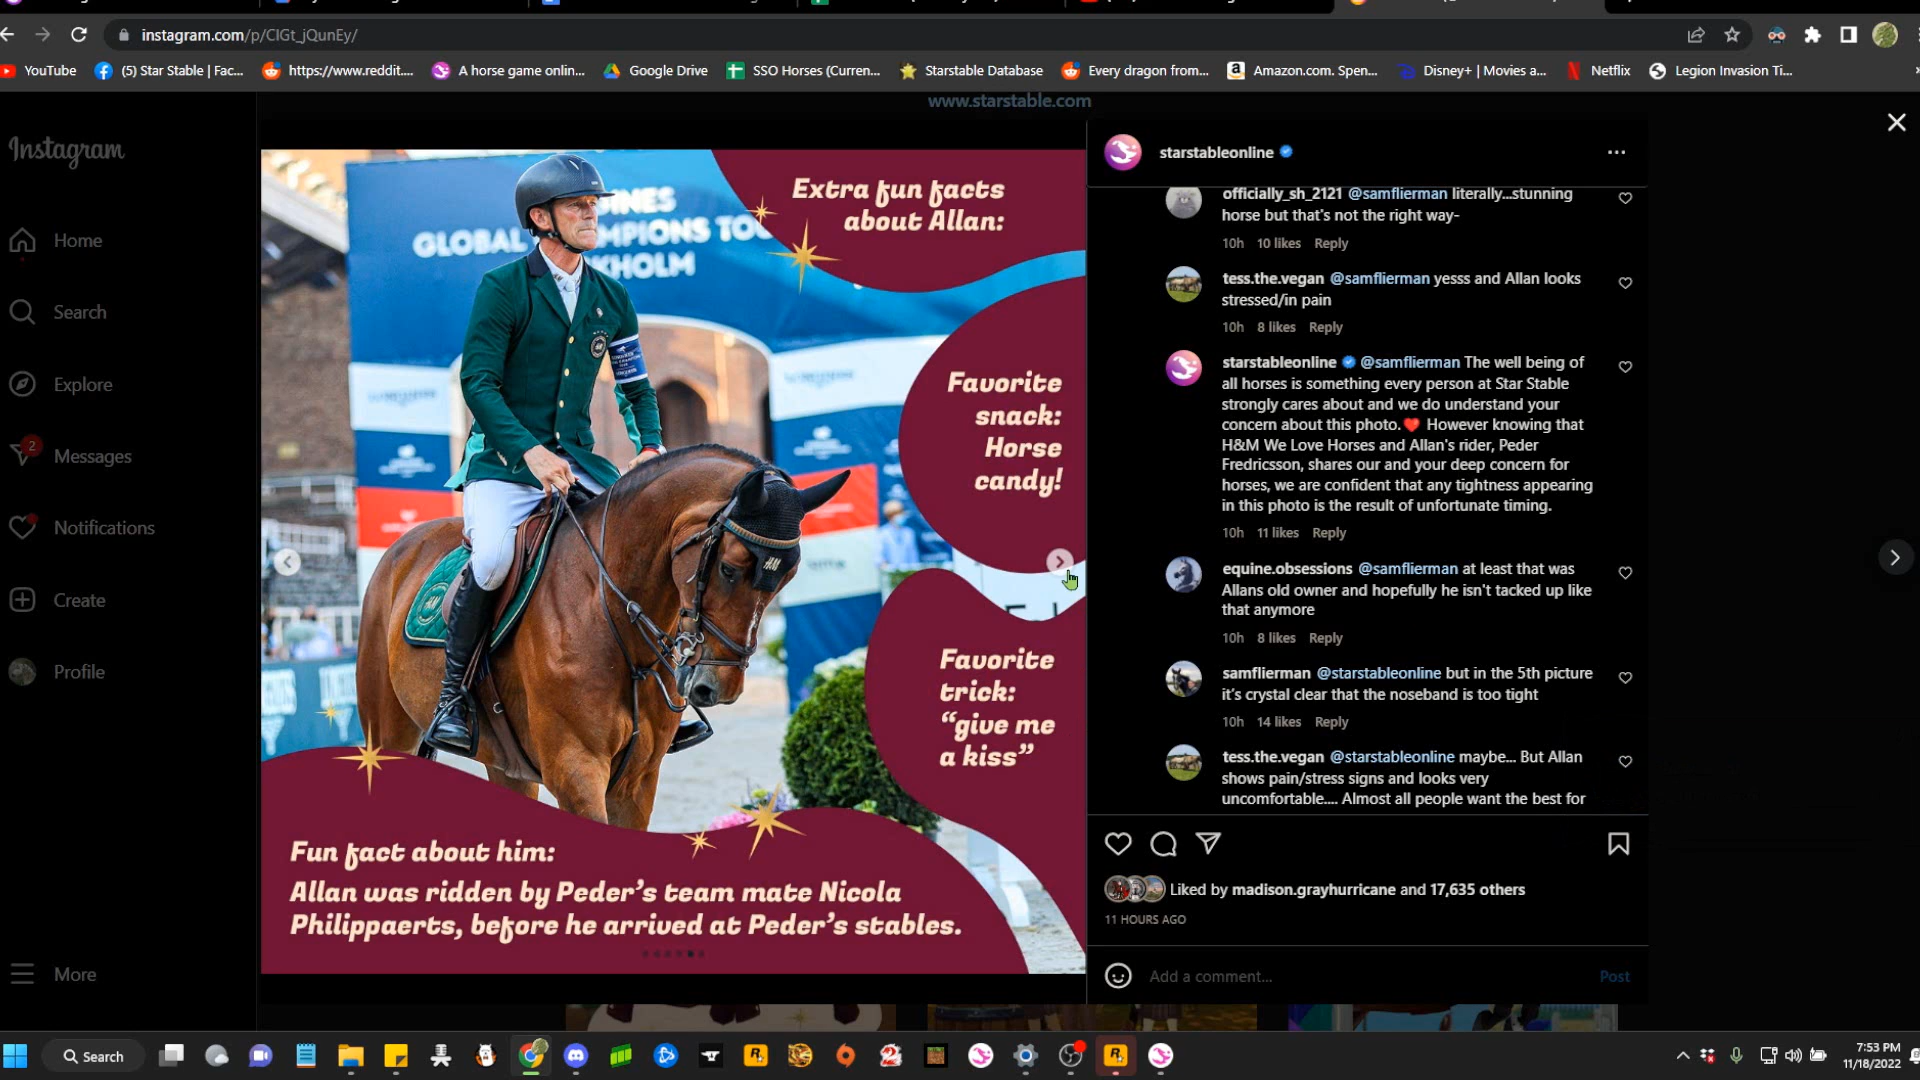 instagram.com/p/ClGt_jQunEy/
YouTube
(5) Star Stable | Fac...
https://www.reddit....
A horse game onlin...
Google Drive
SSO Horses (Curren...
Starstable Database
Every dragon from...
Amazon.com. Spen...
Disney+ | Movies a...
Netflix
Legion Invasion Ti...
www.starstable.com
Instagram
Home
Search
Explore
2
Messages
Notifications
Create
Profile
More
Extra fun facts
about Allan:
Favorite
snack:
Horse
candy!
Favorite
trick:
“give me
a kiss”
Fun fact about him:
Allan was ridden by Peder’s team mate Nicola
Philippaerts, before he arrived at Peder’s stables.
starstableonline
officially_sh_2121 @samflierman literally...stunning
horse but that's not the right way-
10h 10 likes Reply
tess.the.vegan @samflierman yesss and Allan looks
stressed/in pain
10h 8 likes Reply
starstableonline @samflierman The well being of
all horses is something every person at Star Stable
strongly cares about and we do understand your
concern about this photo.❤️ However knowing that
H&M We Love Horses and Allan's rider, Peder
Fredricsson, shares our and your deep concern for
horses, we are confident that any tightness appearing
in this photo is the result of unfortunate timing.
10h 11 likes Reply
equine.obsessions @samflierman at least that was
Allans old owner and hopefully he isn't tacked up like
that anymore
10h 8 likes Reply
samflierman @starstableonline but in the 5th picture
it's crystal clear that the noseband is too tight
10h 14 likes Reply
tess.the.vegan @starstableonline maybe... But Allan
shows pain/stress signs and looks very
uncomfortable.... Almost all people want the best for
Liked by madison.grayhurricane and 17,635 others
11 HOURS AGO
Add a comment...
Post
Search
7:53 PM
11/18/2022